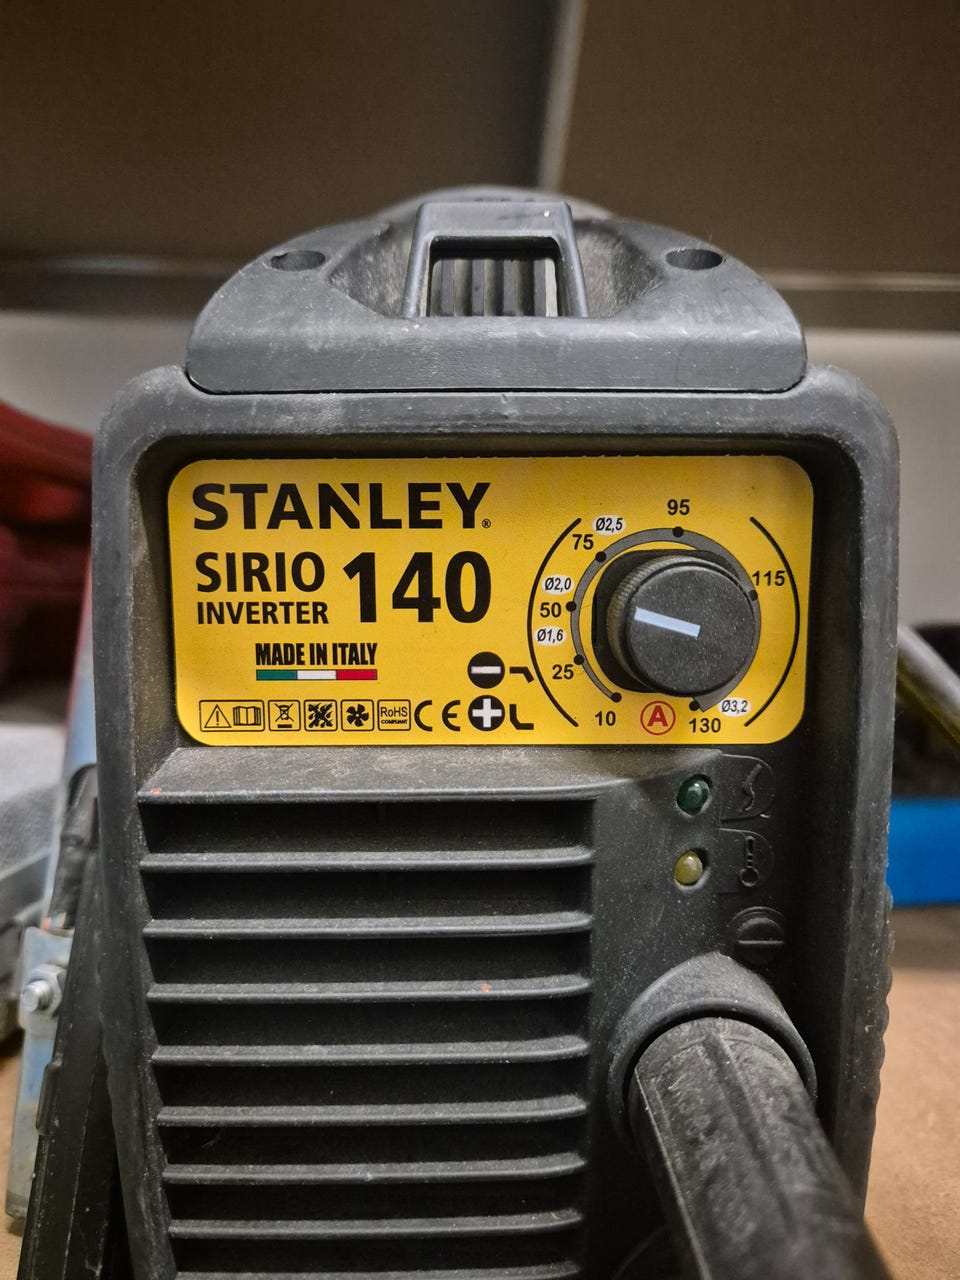 STANLEY®
SIRIO 140
INVERTER
MADE IN ITALY
RoHS
COMPLIANT
CE
95
Ø2,5
75
115
Ø2,0
50
Ø1,6
25
10
A
130
Ø3,2